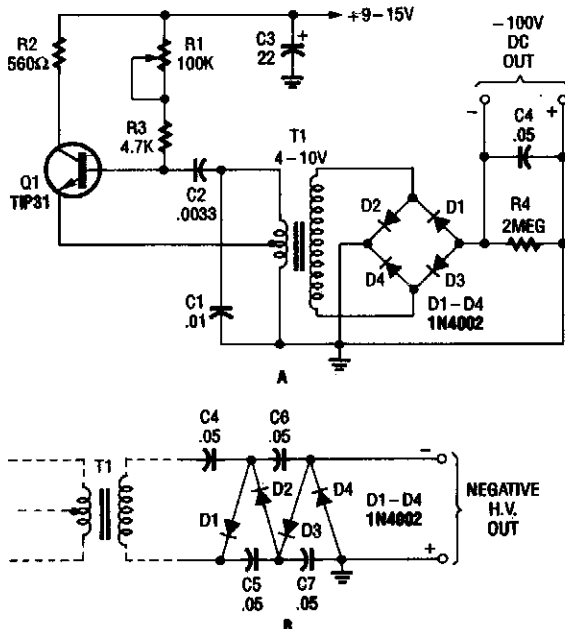 +9-15V
R2
560Ω
R1
100K
C3
22
+
-100V
DC
OUT
-
+
R3
4.7K
T1
4-10V
C4
.05
Q1
TIP31
C2
.0033
D2
D1
R4
2MEG
D4
D3
C1
.01
D1-D4
1N4002
A
C4
.05
C6
.05
T1
D1
D2
D3
D4
D1-D4
1N4002
-
NEGATIVE
H.V.
OUT
+
C5
.05
C7
.05
B